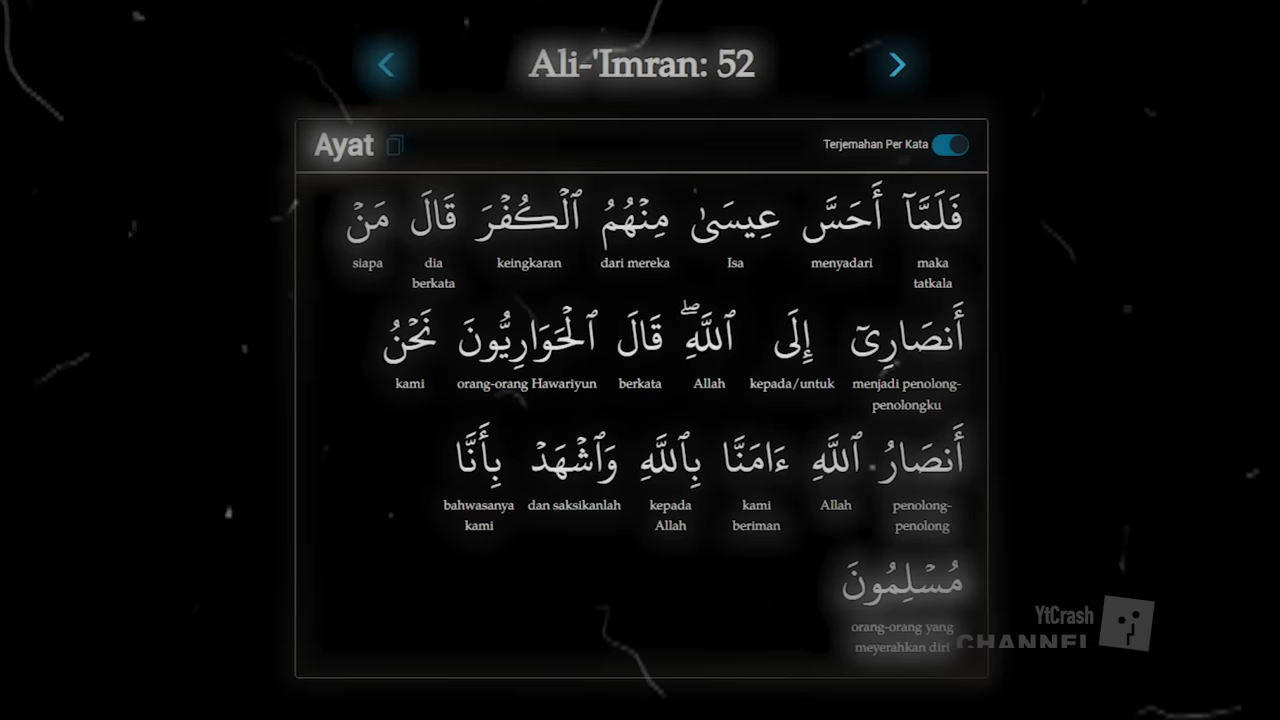 Ali-'Imran: 52
Ayat
Terjemahan Per Kata
فَلَمَّآ أَحَسَّ عِيسَىٰ مِنْهُمُ ٱلْكُفْرَ قَالَ مَنْ
maka tatkala menyadari Isa dari mereka keingkaran dia berkata siapa
أَنصَارِىٓ إِلَى ٱللَّهِ ۖ قَالَ ٱلْحَوَارِيُّونَ نَحْنُ
menjadi penolong-penolongku kepada/untuk Allah berkata orang-orang Hawariyun kami
أَنصَارُ ٱللَّهِ ءَامَنَّا بِٱللَّهِ وَٱشْهَدْ بِأَنَّا
penolong-penolong Allah kami beriman kepada Allah dan saksikanlah bahwasanya kami
مُسْلِمُونَ
orang-orang yang meyerahkan diri
YtCrash
CHANNEL